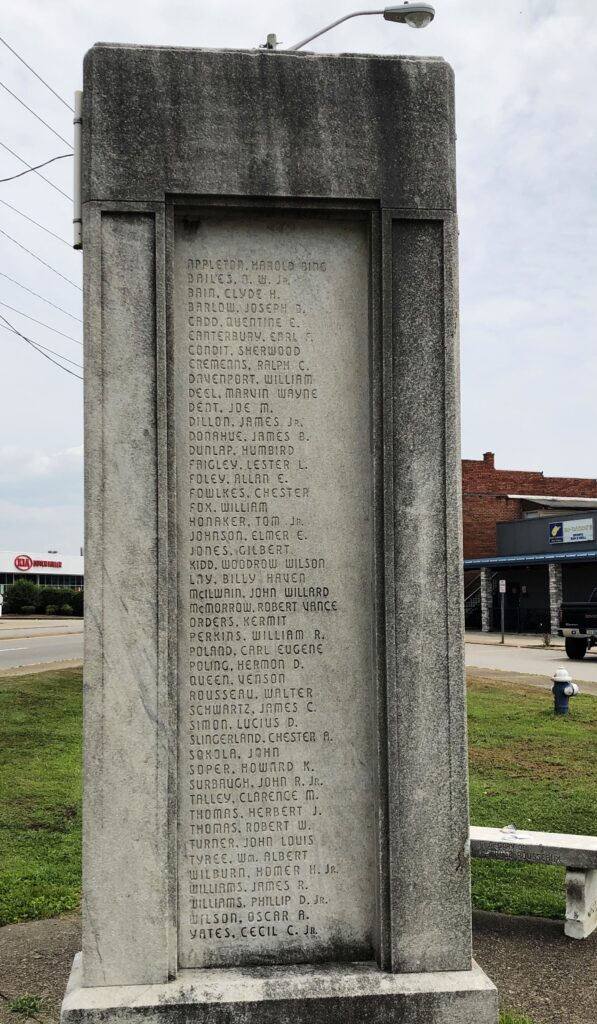 APPLETON, HAROLD BING
BAILES, A. W. JR.
BAIN, CLYDE H.
BARLOW, JOSEPH B.
CADD, QUENTINE E.
CANTERBURY, EARL F.
CONDIT, SHERWOOD
CREMEANS, RALPH C.
DAVENPORT, WILLIAM
DEEL, MARVIN WAYNE
DENT, JOE M.
DILLON, JAMES JR.
DONAHUE, JAMES B.
DUNLAP, HUMBIRD
FAIGLEY, LESTER L.
FOLEY, ALLAN E.
FOWLKES, CHESTER
FOX, WILLIAM
HONAKER, TOM JR.
JOHNSON, ELMER E.
JONES, GILBERT
KIDD, WOODROW WILSON
LAY, BILLY HAVEN
MCILWAIN, JOHN WILLARD
MCMORROW, ROBERT VANCE
ORDERS, KERMIT
PERKINS, WILLIAM R.
POLAND, CARL EUGENE
POLING, HERMON D.
QUEEN, VENSON
ROUSSEAU, WALTER
SCHWARTZ, JAMES C.
SIMON, LUCIUS D.
SLINGERLAND, CHESTER A.
SOKOLA, JOHN
SOPER, HOWARD K.
SURBAUGH, JOHN R. JR.
TALLEY, CLARENCE M.
THOMAS, HERBERT J.
THOMAS, ROBERT W.
TURNER, JOHN LOUIS
TYREE, WM. ALBERT
WILBURN, HOMER H. JR.
WILLIAMS, JAMES R.
WILLIAMS, PHILLIP D. JR.
WILSON, OSCAR A.
YATES, CECIL C. JR.
KIA